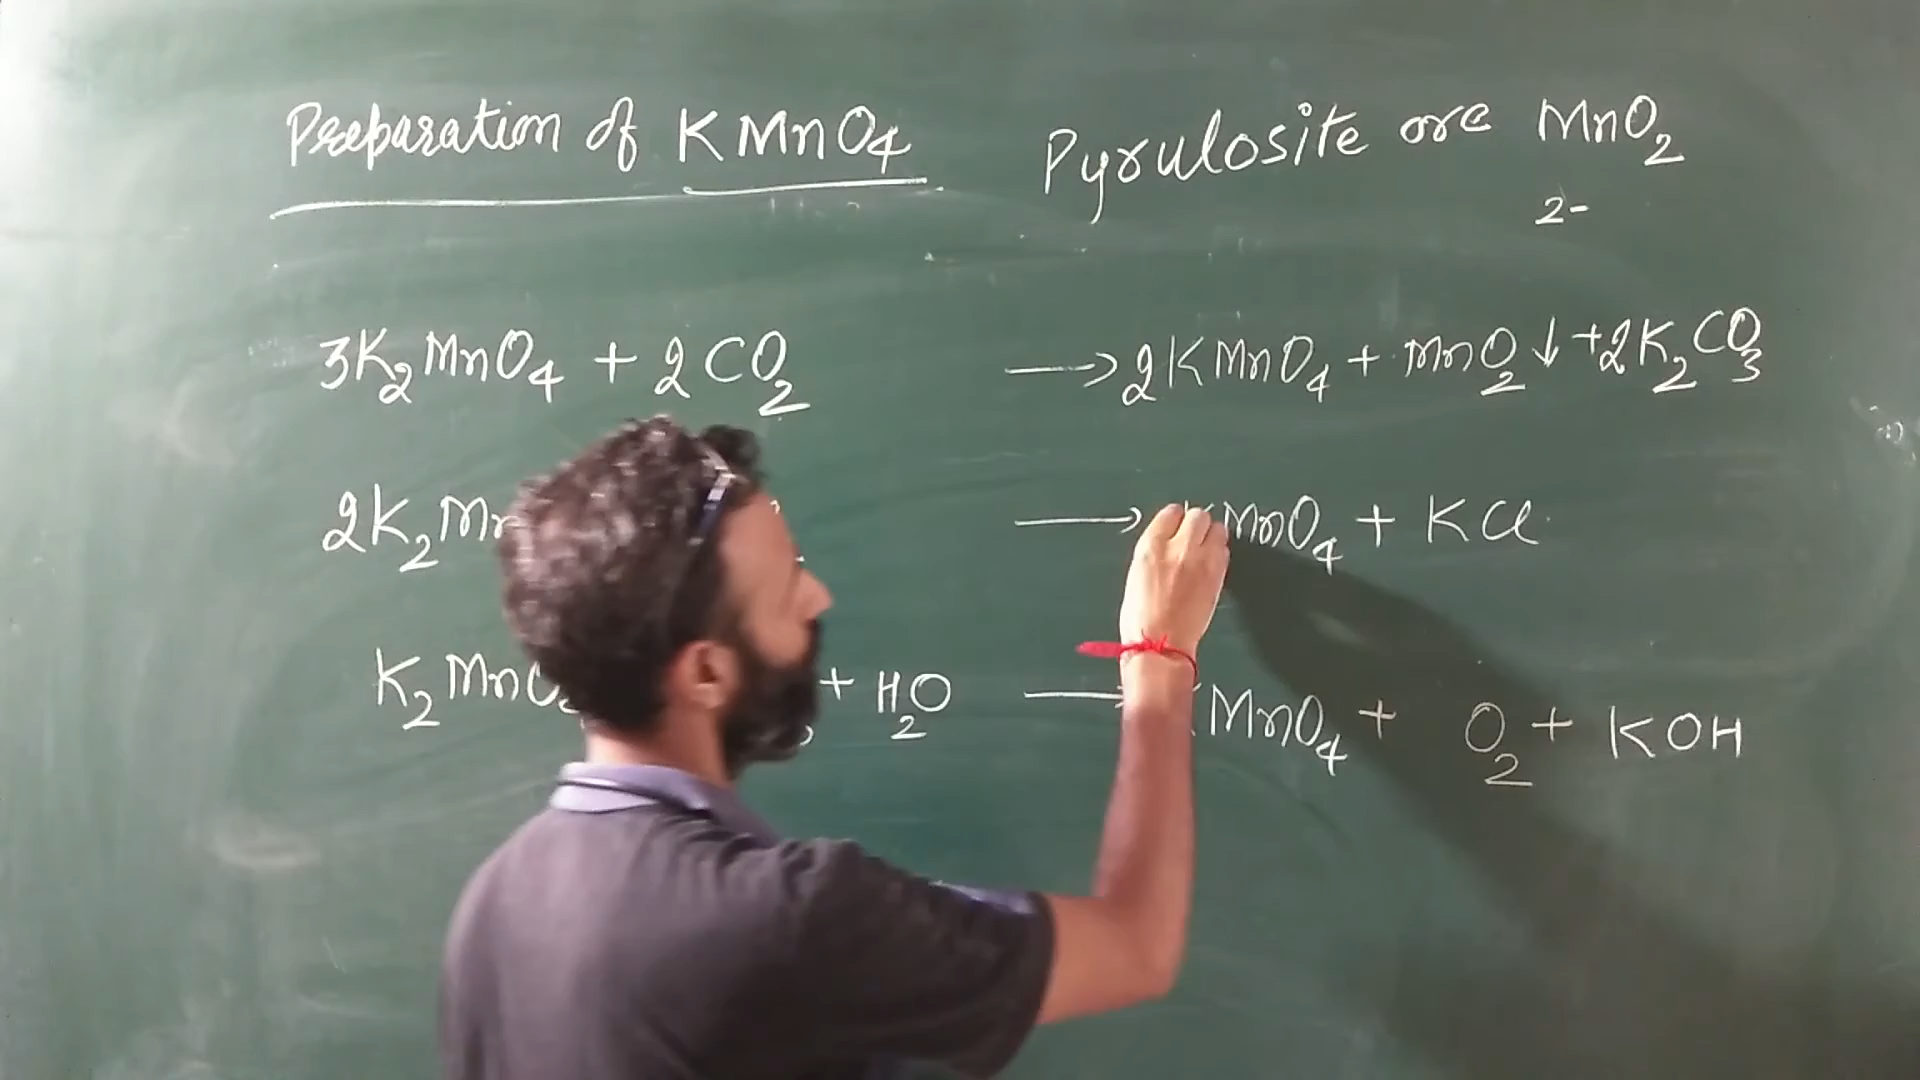 Preparation of KMnO4 Pyrulosite ore MnO2
2-
3K2MnO4 + 2CO2 → 2KMnO4 + MnO2↓ + 2K2CO3
2K2Mn → KMnO4 + KCl
K2MnO + H2O → MnO4 + O2 + KOH